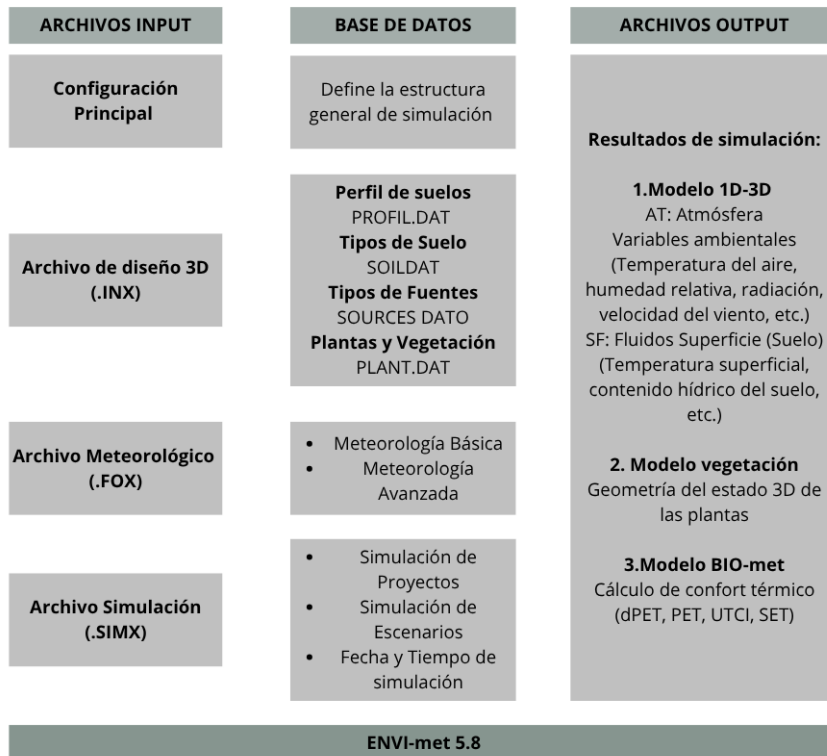 ARCHIVOS INPUT
Configuración
Principal
Archivo de diseño 3D
(.INX)
Archivo Meteorológico
(.FOX)
Archivo Simulación
(.SIMX)
BASE DE DATOS
Define la estructura
general de simulación
Perfil de suelos
PROFIL.DAT
Tipos de Suelo
SOILDAT
Tipos de Fuentes
SOURCES DATO
Plantas y Vegetación
PLANT.DAT
• Meteorología Básica
• Meteorología
Avanzada
• Simulación de
Proyectos
• Simulación de
Escenarios
• Fecha y Tiempo de
simulación
ARCHIVOS OUTPUT
Resultados de simulación:
1.Modelo 1D-3D
AT: Atmósfera
Variables ambientales
(Temperatura del aire,
humedad relativa, radiación,
velocidad del viento, etc.)
SF: Fluidos Superficie (Suelo)
(Temperatura superficial,
contenido hídrico del suelo,
etc.)
2. Modelo vegetación
Geometría del estado 3D de
las plantas
3.Modelo BIO-met
Cálculo de confort térmico
(dPET, PET, UTCI, SET)
ENVI-met 5.8